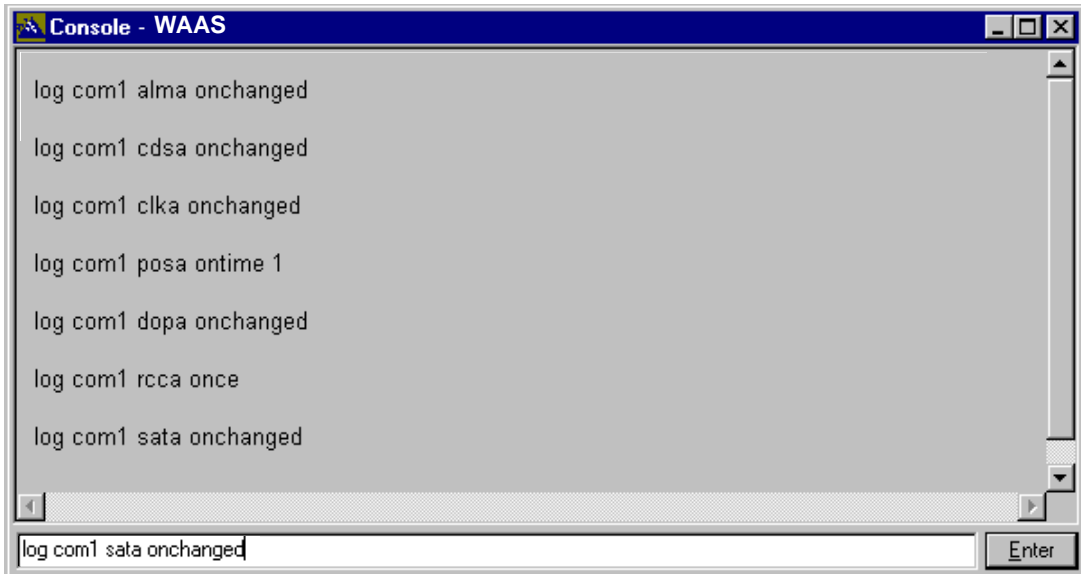 Console - WAAS
log com1 alma onchanged
log com1 cdsa onchanged
log com1 clka onchanged
log com1 posa ontime 1
log com1 dopa onchanged
log com1 rcca once
log com1 sata onchanged
log com1 sata onchanged
Enter